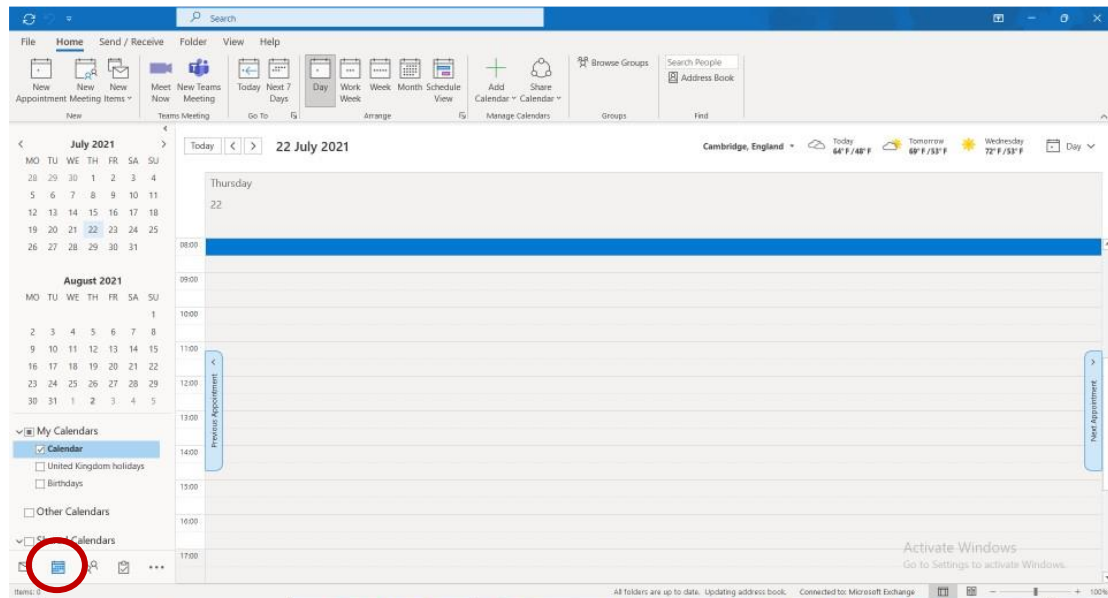 Search
File Home Send / Receive Folder View Help
New Appointment
New Meeting
New Items
Meet Now
New Teams Meeting
Today
Next 7 Days
Day
Work Week
Week
Month
Schedule View
Add Calendar
Share Calendar
Browse Groups
Search People
Address Book
New
Teams Meeting
Go To
Arrange
Manage Calendars
Groups
Find
July 2021
MO TU WE TH FR SA SU
28 29 30 1 2 3 4
5 6 7 8 9 10 11
12 13 14 15 16 17 18
19 20 21 22 23 24 25
26 27 28 29 30 31
August 2021
MO TU WE TH FR SA SU
1
2 3 4 5 6 7 8
9 10 11 12 13 14 15
16 17 18 19 20 21 22
23 24 25 26 27 28 29
30 31 1 2 3 4 5
My Calendars
Calendar
United Kingdom holidays
Birthdays
Other Calendars
Calendars
Today
22 July 2021
Cambridge, England
Today
64° F / 48° F
Tomorrow
69° F / 53° F
Wednesday
72° F / 53° F
Day
Thursday
22
08:00
09:00
10:00
11:00
12:00
13:00
14:00
15:00
16:00
17:00
Previous Appointment
Next Appointment
Activate Windows
Go to Settings to activate Windows.
Items: 0
All folders are up to date. Updating address book. Connected to: Microsoft Exchange
100%